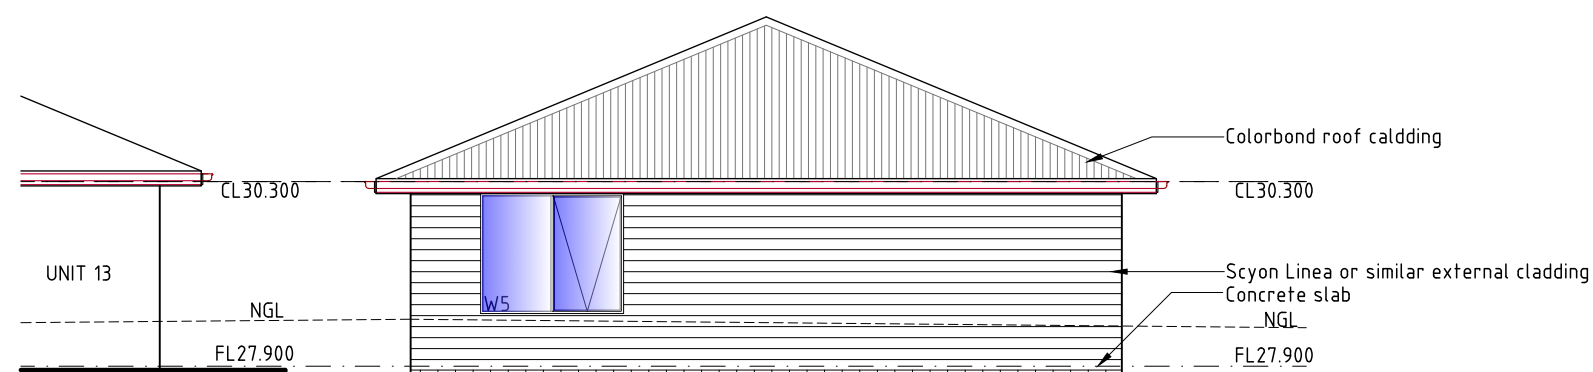 Colorbond roof caldding
CL30.300
CL30.300
UNIT 13
Scyon Linea or similar external cladding
Concrete slab
W5
NGL
NGL
FL27.900
FL27.900